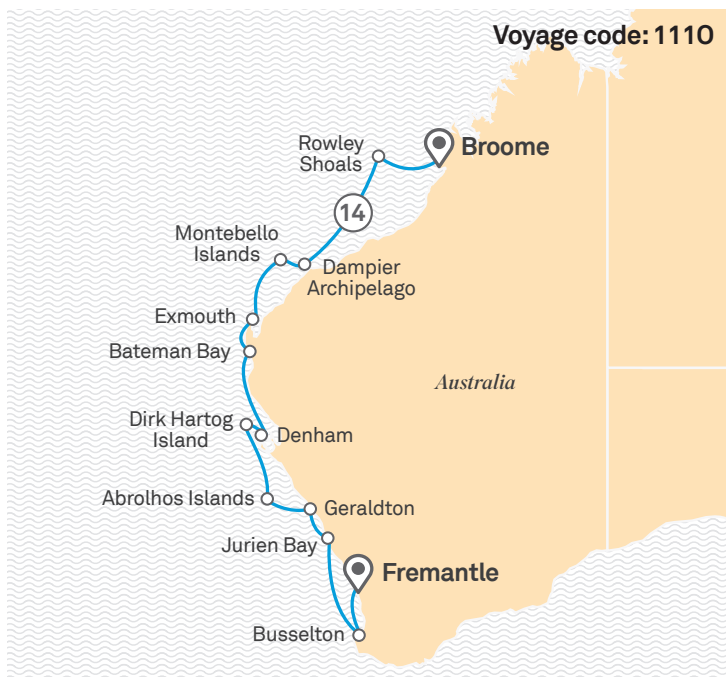 Voyage code: 1110
Rowley
Shoals
Broome
14
Montebello
Islands
Dampier
Archipelago
Exmouth
Bateman Bay
Australia
Dirk Hartog
Island
Denham
Abrolhos Islands
Geraldton
Jurien Bay
Fremantle
Busselton